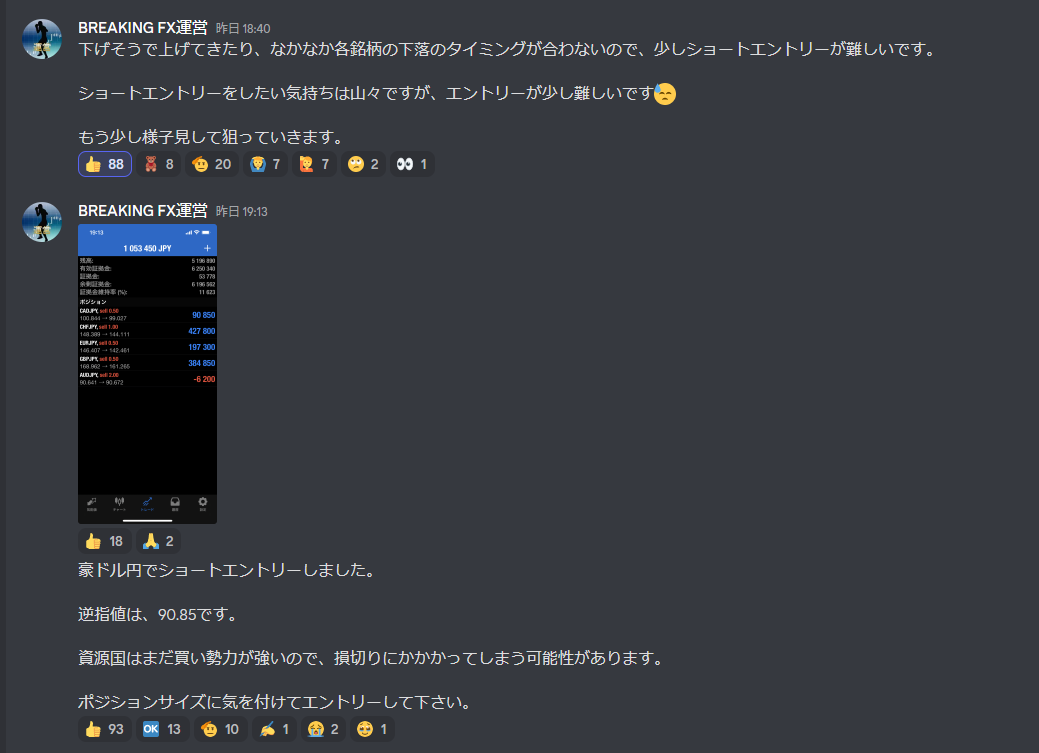 BREAKING FX運営 昨日 18:40
下げそうで上げてきたり、なかなか各銘柄の下落のタイミングが合わないので、少しショートエントリーが難しいです。
ショートエントリーをしたい気持ちは山々ですが、エントリーが少し難しいです
もう少し様子見して狙っていきます。
88 8 20 7 7 2 1
運営
BREAKING FX運営 昨日 19:13
運営
19:13
1 053 450 JPY +
残高: 5 196 890
有効証拠金: 6 250 340
証拠金: 53 778
余剰証拠金: 6 196 562
証拠金維持率 (%): 11 623
ポジション
CADJPY, sell 0.50
100.844 → 99.027 90 850
CHFJPY, sell 1.00
148.389 → 144.111 427 800
EURJPY, sell 0.50
146.407 → 142.461 197 300
GBPJPY, sell 0.50
168.962 → 161.265 384 850
AUDJPY, sell 2.00
90.641 → 90.672 -6 200
18 2
豪ドル円でショートエントリーしました。
逆指値は、90.85です。
資源国はまだ買い勢力が強いので、損切りにかかかってしまう可能性があります。
ポジションサイズに気を付けてエントリーして下さい。
93 OK 13 10 1 2 1